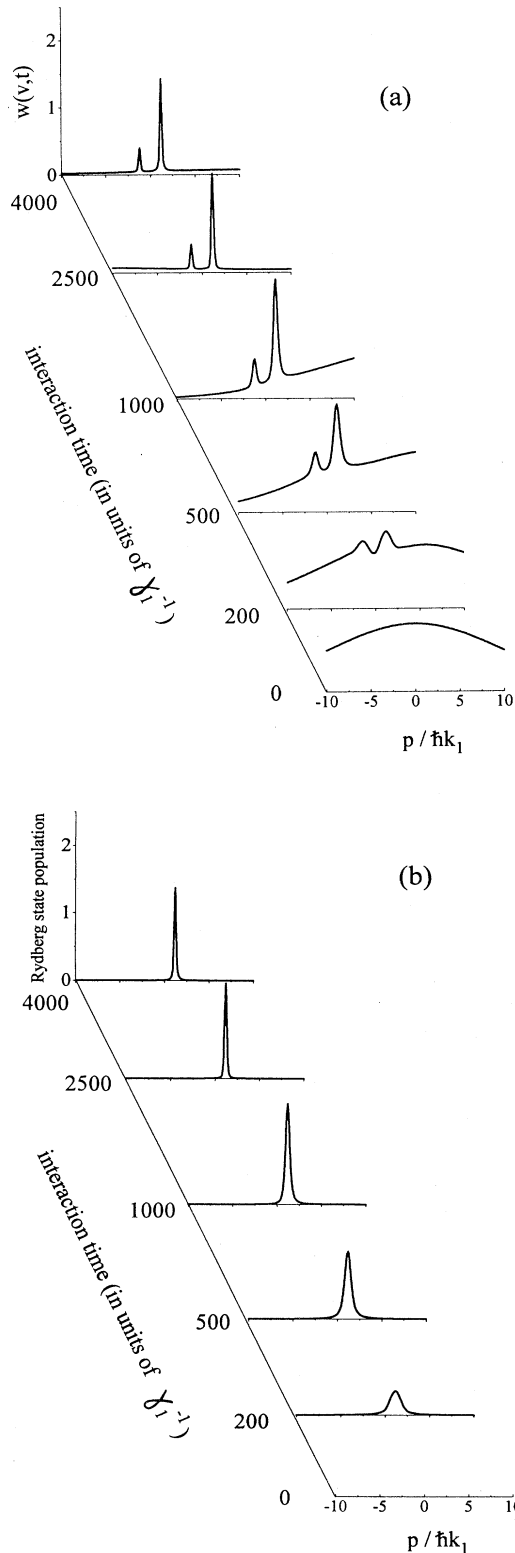 2
(a)
w(v,t)
1
0
4000
2500
1000
500
200
0
interaction time (in units of γ₁⁻¹)
-10 -5 0 5 10
p / ħk₁
(b)
2
Rydberg state population
1
0
4000
2500
1000
500
200
0
interaction time (in units of γ₁⁻¹)
-10 -5 0 5 10
p / ħk₁